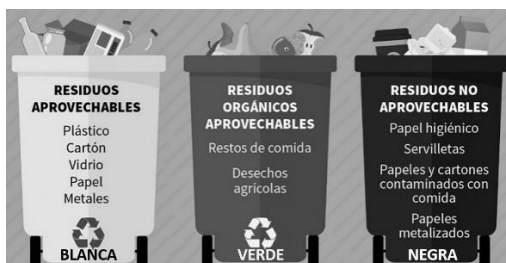 RESIDUOS
APROVECHABLES
Plástico
Cartón
Vidrio
Papel
Metales
BLANCA
RESIDUOS
ORGÁNICOS
APROVECHABLES
Restos de comida
Desechos
agrícolas
VERDE
RESIDUOS NO
APROVECHABLES
Papel higiénico
Servilletas
Papeles y cartones
contaminados con
comida
Papeles
metalizados
NEGRA